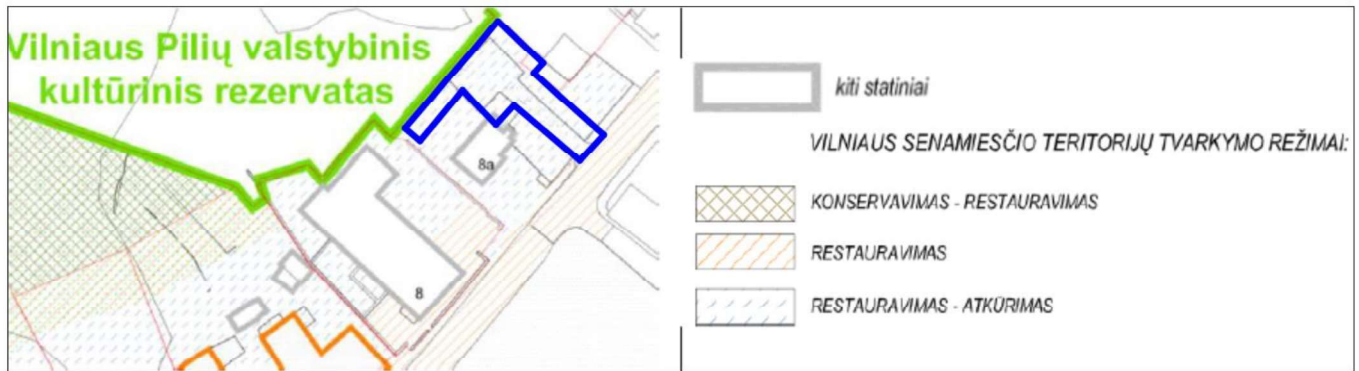 Vilniaus Pilių valstybinis
kultūrinis rezervatas
8a
8
kiti statiniai
VILNIAUS SENAMIESČIO TERITORIJŲ TVARKYMO REŽIMAI:
KONSERVAVIMAS - RESTAURAVIMAS
RESTAURAVIMAS
RESTAURAVIMAS - ATKŪRIMAS